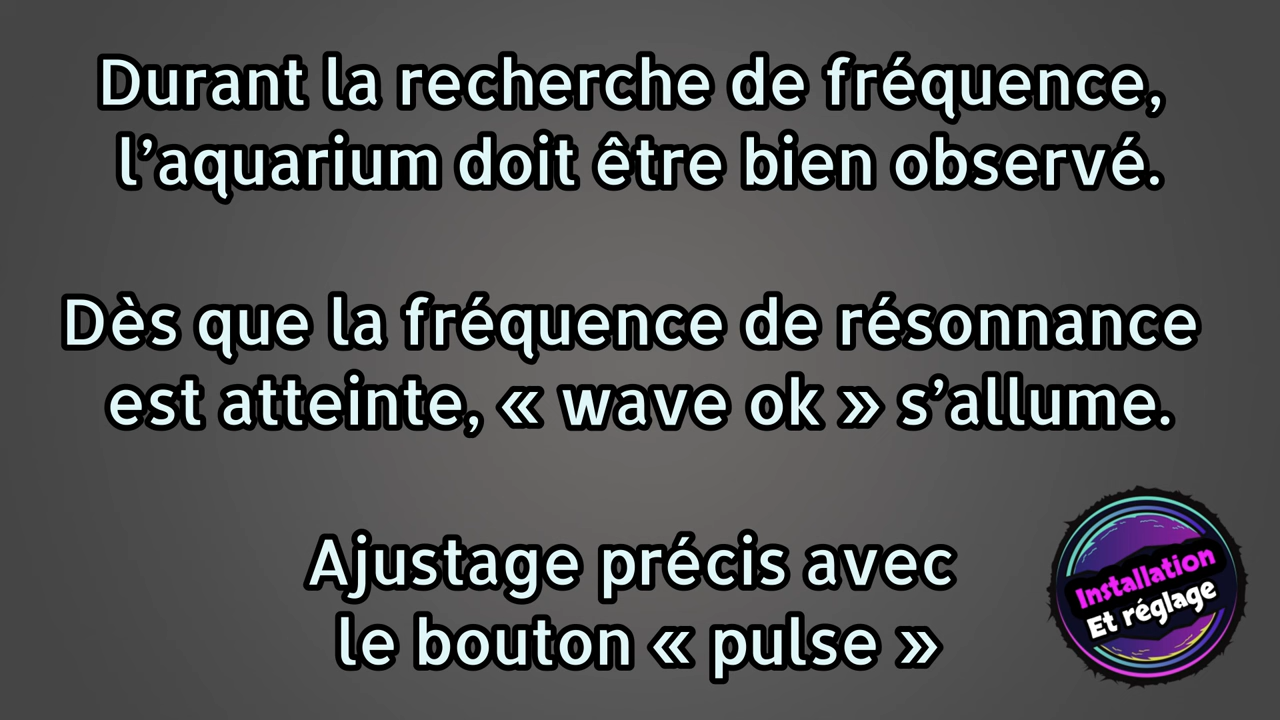 Durant la recherche de fréquence,
l’aquarium doit être bien observé.
Dès que la fréquence de résonnance
est atteinte, « wave ok » s’allume.
Ajustage précis avec
le bouton « pulse »
Installation
Et réglage